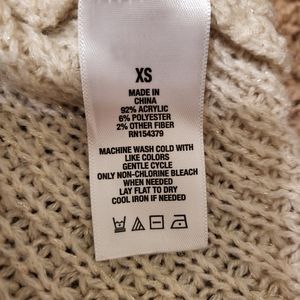 XS
MADE IN
CHINA
92% ACRYLIC
6% POLYESTER
2% OTHER FIBER
RN154379
MACHINE WASH COLD WITH
LIKE COLORS
GENTLE CYCLE
ONLY NON-CHLORINE BLEACH
WHEN NEEDED
LAY FLAT TO DRY
COOL IRON IF NEEDED